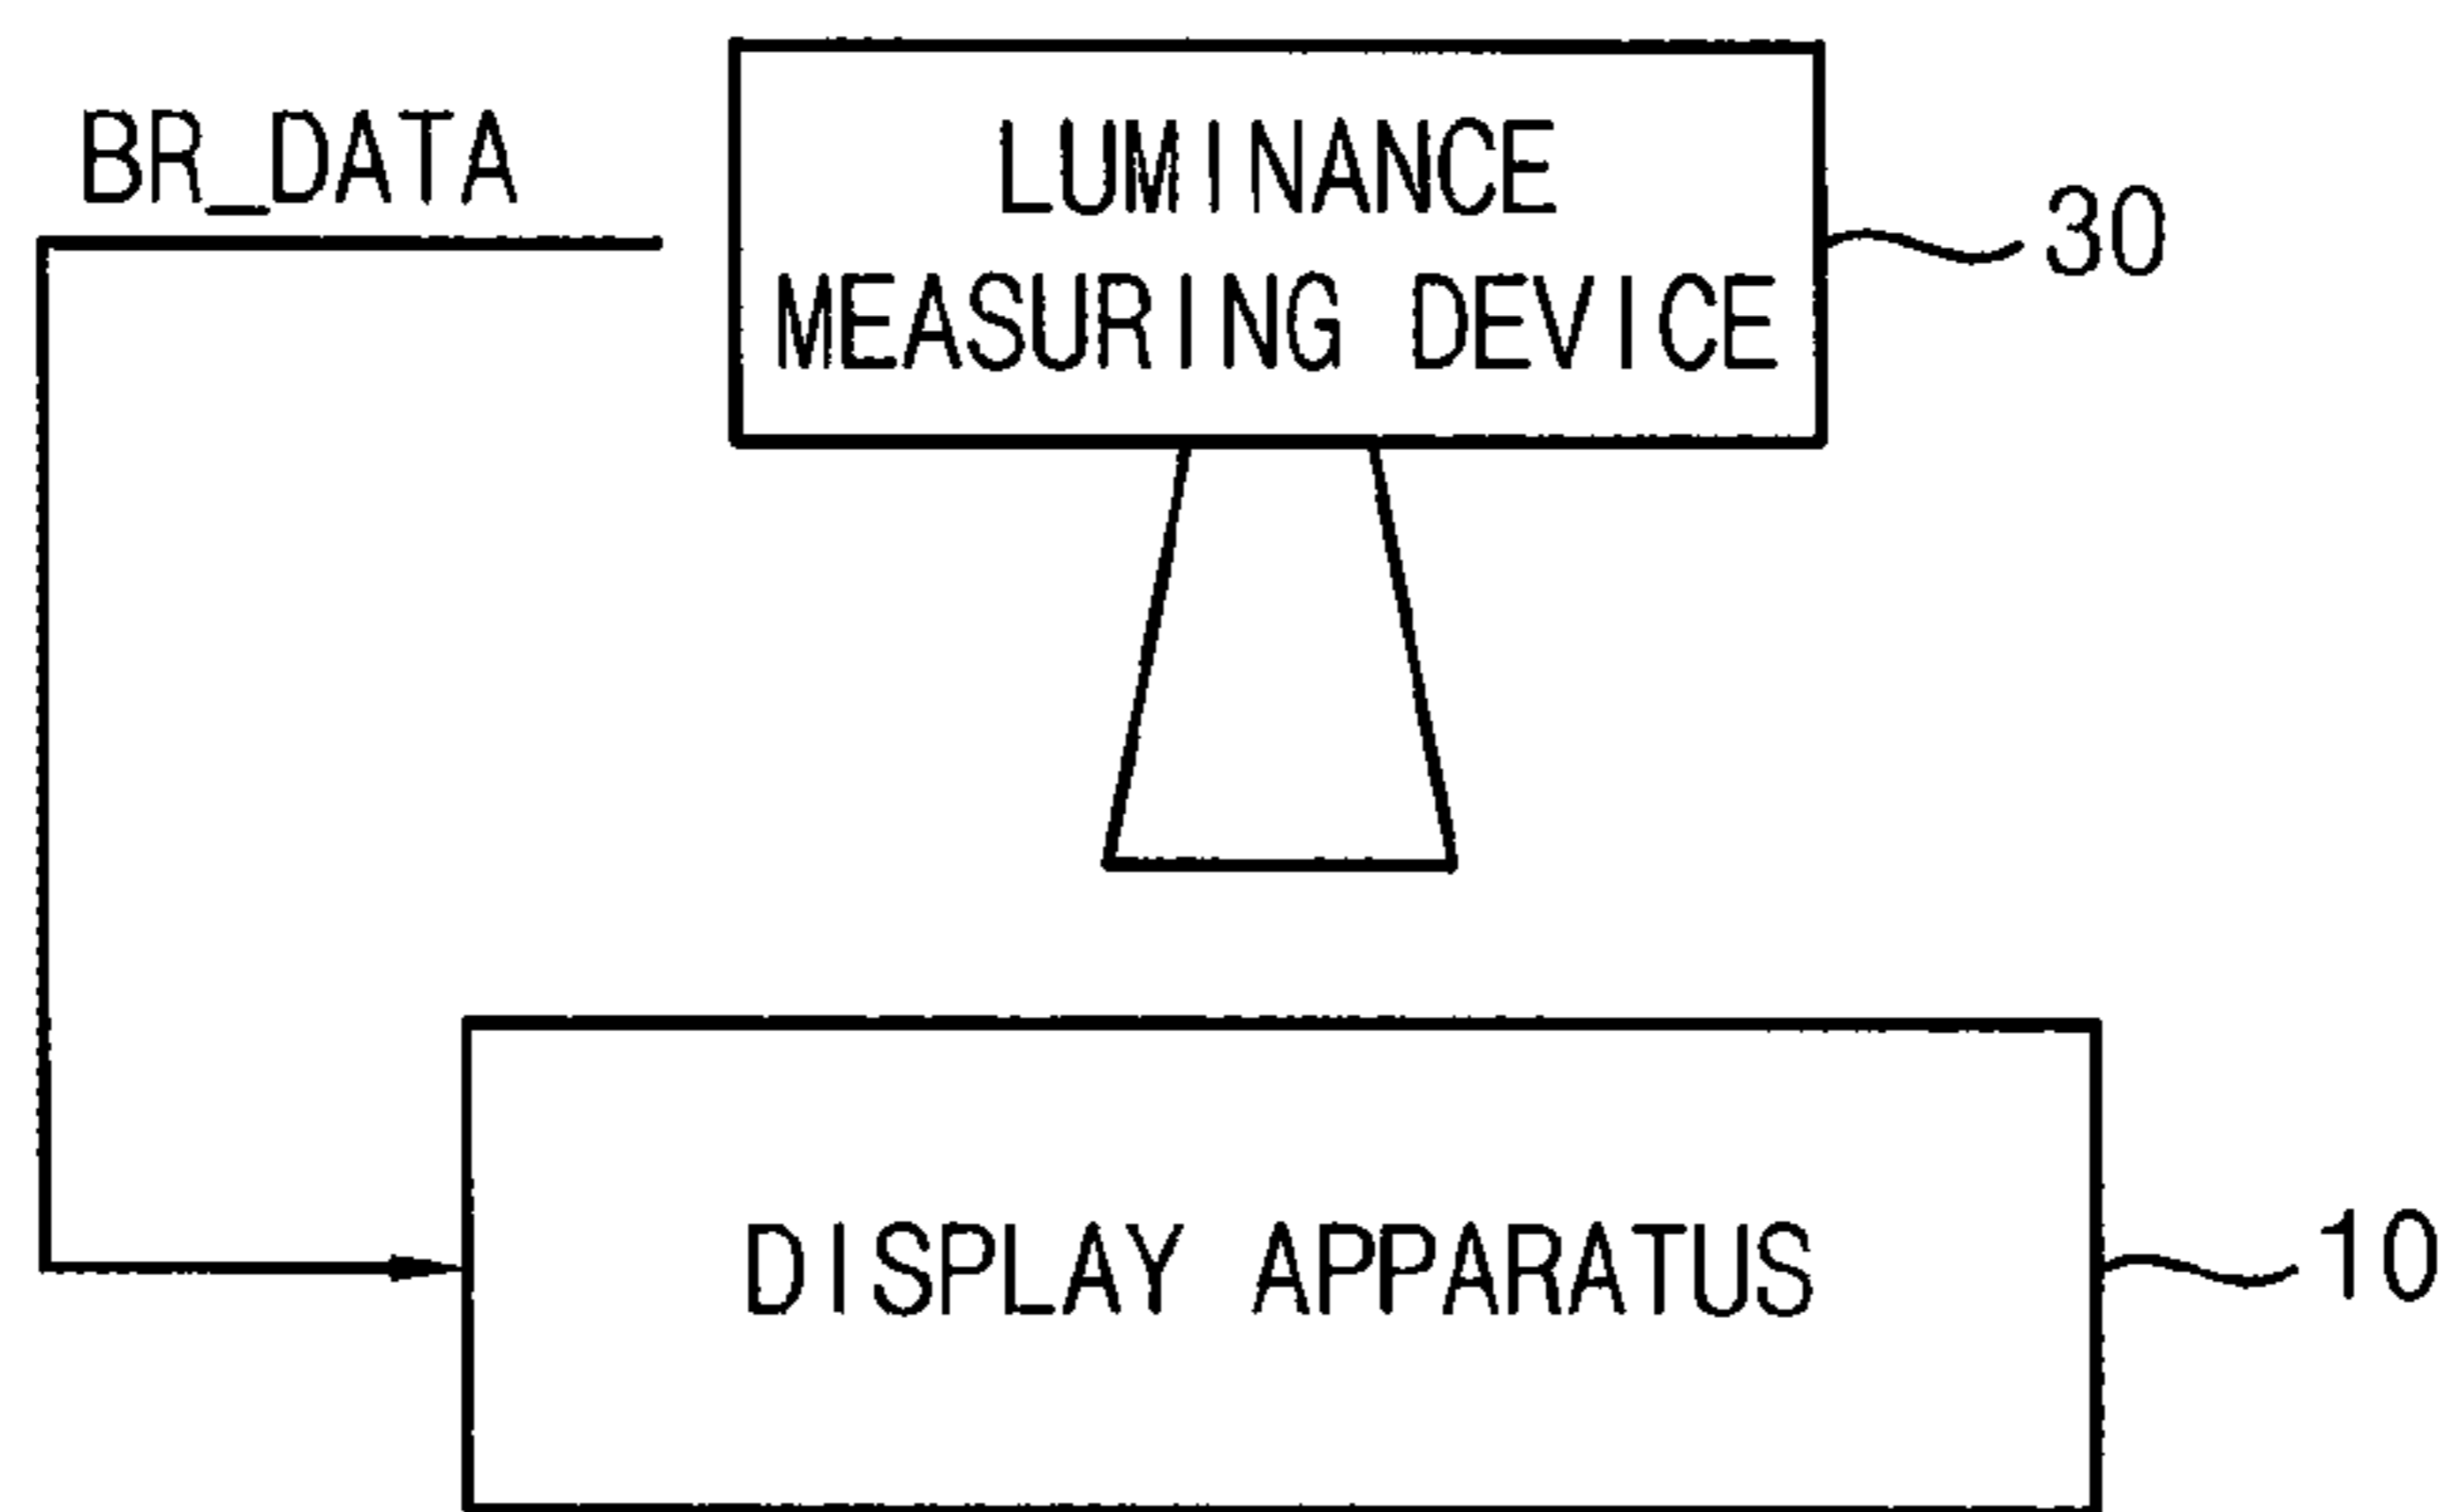 BR_DATA
LUMINANCE
MEASURING DEVICE
30
DISPLAY APPARATUS
10